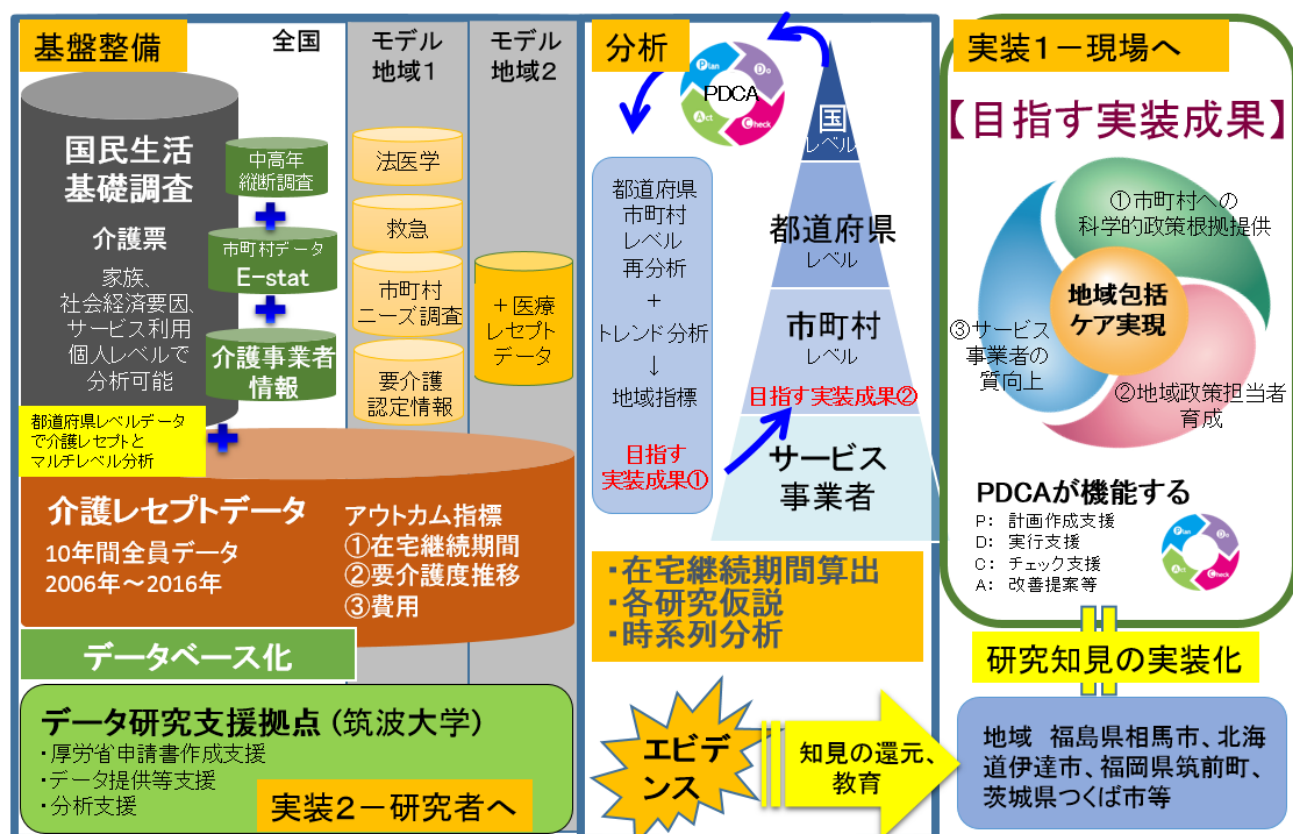 基盤整備
全国
モデル
地域1
モデル
地域2
国民生活
基礎調査
介護票
家族、
社会経済要因、
サービス利用
個人レベルで
分析可能
中高年
縦断調査
市町村データ
E-stat
介護事業者
情報
法医学
救急
市町村
ニーズ調査
要介護
認定情報
＋医療
レセプト
データ
都道府県レベルデータ
で介護レセプトと
マルチレベル分析
介護レセプトデータ
10年間全員データ
2006年～2016年
アウトカム指標
①在宅継続期間
②要介護度推移
③費用
データベース化
データ研究支援拠点 (筑波大学)
・厚労省申請書作成支援
・データ提供等支援
・分析支援
実装2－研究者へ
分析
Plan
Do
PDCA
Act
Check
都道府県
市町村
レベル
再分析
＋
トレンド分析
↓
地域指標
目指す
実装成果①
国
レベル
都道府県
レベル
市町村
レベル
目指す実装成果②
サービス
事業者
・在宅継続期間算出
・各研究仮説
・時系列分析
エビデ
ンス
知見の還元、
教育
実装1－現場へ
【目指す実装成果】
①市町村への
科学的政策根拠提供
地域包括
ケア実現
③サービス
事業者の
質向上
②地域政策担当者
育成
PDCAが機能する
P： 計画作成支援
D： 実行支援
C： チェック支援
A： 改善提案等
Plan
Do
Act
Check
研究知見の実装化
地域 福島県相馬市、北海
道伊達市、福岡県筑前町、
茨城県つくば市等